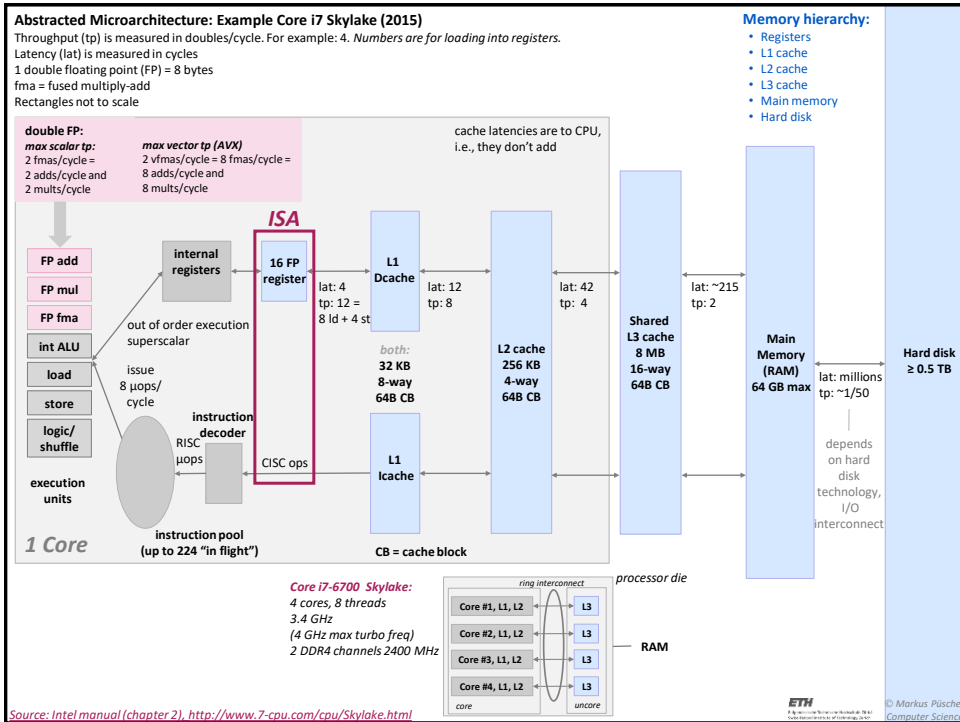 Abstracted Microarchitecture: Example Core i7 Skylake (2015)
Throughput (tp) is measured in doubles/cycle. For example: 4. Numbers are for loading into registers.
Latency (lat) is measured in cycles
1 double floating point (FP) = 8 bytes
fma = fused multiply-add
Rectangles not to scale
Memory hierarchy:
• Registers
• L1 cache
• L2 cache
• L3 cache
• Main memory
• Hard disk
double FP:
max scalar tp:
2 fmas/cycle =
2 adds/cycle and
2 mults/cycle
max vector tp (AVX)
2 vfmas/cycle = 8 fmas/cycle =
8 adds/cycle and
8 mults/cycle
cache latencies are to CPU,
i.e., they don't add
ISA
FP add
FP mul
FP fma
int ALU
load
store
logic/
shuffle
execution
units
internal
registers
16 FP
register
lat: 4
tp: 12 =
8 ld + 4 st
L1
Dcache
lat: 12
tp: 8
both:
32 KB
8-way
64B CB
L1
Icache
L2 cache
256 KB
4-way
64B CB
lat: 42
tp: 4
Shared
L3 cache
8 MB
16-way
64B CB
lat: ~215
tp: 2
Main
Memory
(RAM)
64 GB max
lat: millions
tp: ~1/50
depends
on hard
disk
technology,
I/O
interconnect
Hard disk
≥ 0.5 TB
out of order execution
superscalar
issue
8 μops/
cycle
instruction
decoder
RISC
μops
CISC ops
instruction pool
(up to 224 "in flight")
1 Core
CB = cache block
Core i7-6700 Skylake:
4 cores, 8 threads
3.4 GHz
(4 GHz max turbo freq)
2 DDR4 channels 2400 MHz
ring interconnect
processor die
Core #1, L1, L2
L3
Core #2, L1, L2
L3
Core #3, L1, L2
L3
Core #4, L1, L2
L3
core
uncore
RAM
Source: Intel manual (chapter 2), http://www.7-cpu.com/cpu/Skylake.html
ETH
Eidgenössische Technische Hochschule Zürich
Swiss Federal Institute of Technology Zurich
© Markus Püsche
Computer Scienc